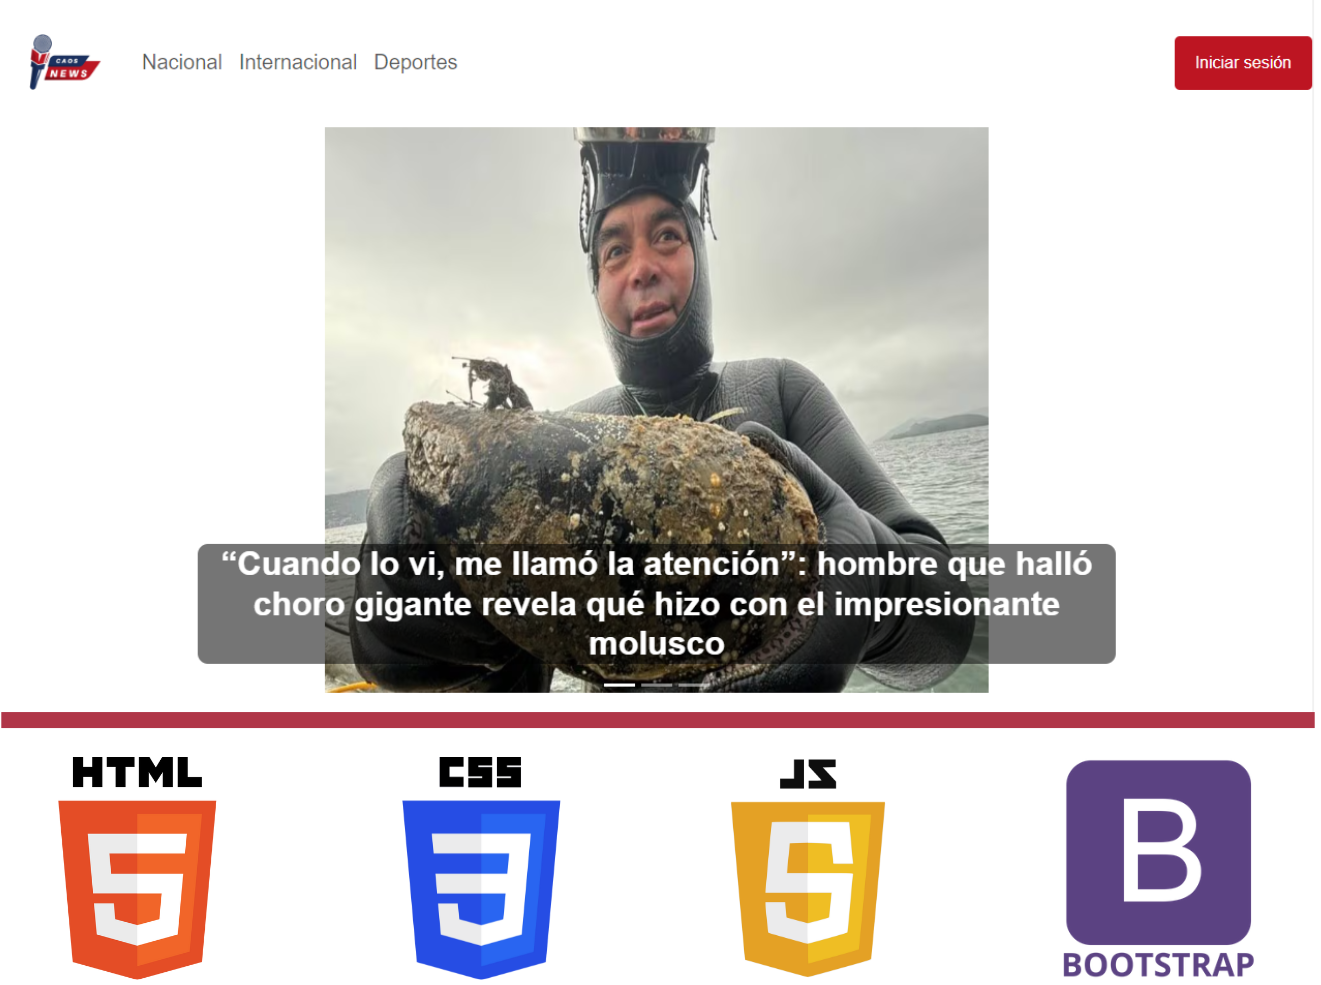 CAOS
NEWS
Nacional Internacional Deportes
Iniciar sesión
“Cuando lo vi, me llamó la atención”: hombre que halló
choro gigante revela qué hizo con el impresionante
molusco
HTML
CSS
JS
5
3
5
B
BOOTSTRAP